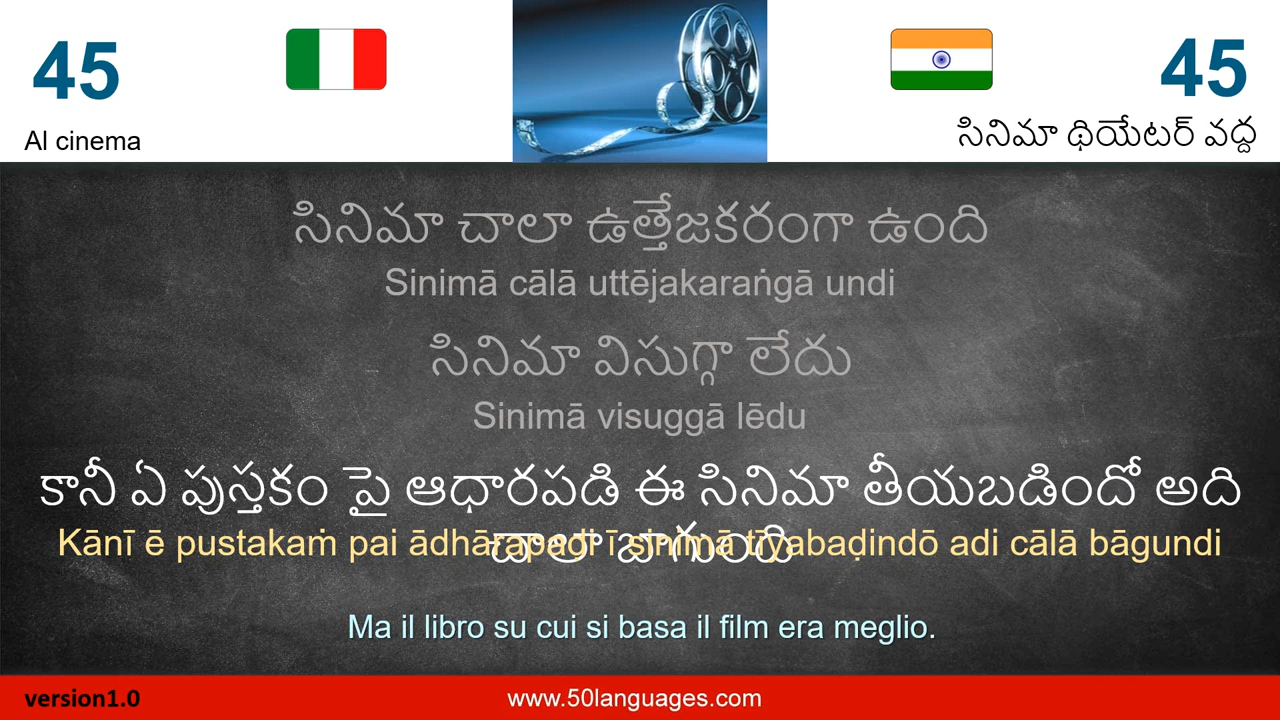 45
45
Al cinema
సినిమా థియేటర్ వద్ద
సినిమా చాలా ఉత్తేజకరంగా ఉంది
Sinimā cālā uttējakaraṅgā undi
సినిమా విసుగ్గా లేదు
Sinimā visuggā lēdu
కానీ ఏ పుస్తకం పై ఆధారపడి ఈ సినిమా తీయబడిందో అది
చాలా బాగుంది
Kānī ē pustakaṁ pai ādhārapaḍi ī sinimā tīyabaḍindō adi cālā bāgundi
Ma il libro su cui si basa il film era meglio.
version1.0
www.50languages.com